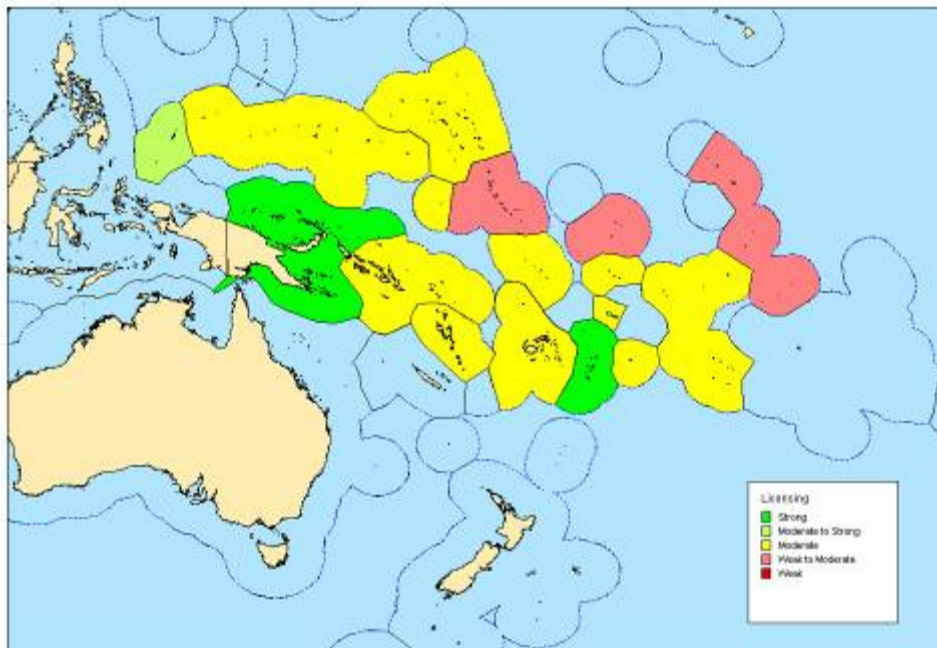 Licensing
Strong
Moderate to Strong
Moderate
Weak to Moderate
Weak